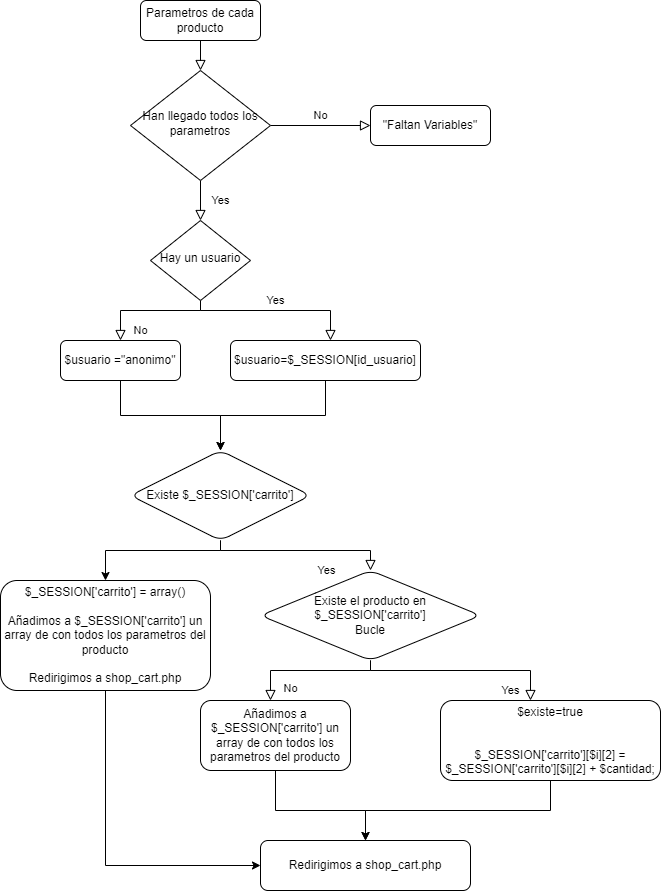 Parametros de cada
producto
Han llegado todos los
parametros
No
"Faltan Variables"
Yes
Hay un usuario
Yes
No
$usuario ="anonimo"
$usuario=$_SESSION[id_usuario]
Existe $_SESSION['carrito']
Yes
$_SESSION['carrito'] = array()
Añadimos a $_SESSION['carrito'] un
array de con todos los parametros del
producto
Redirigimos a shop_cart.php
Existe el producto en
$_SESSION['carrito']
Bucle
No
Yes
Añadimos a
$_SESSION['carrito'] un
array de con todos los
parametros del producto
$existe=true
$_SESSION['carrito'][$i][2] =
$_SESSION['carrito'][$i][2] + $cantidad;
Redirigimos a shop_cart.php